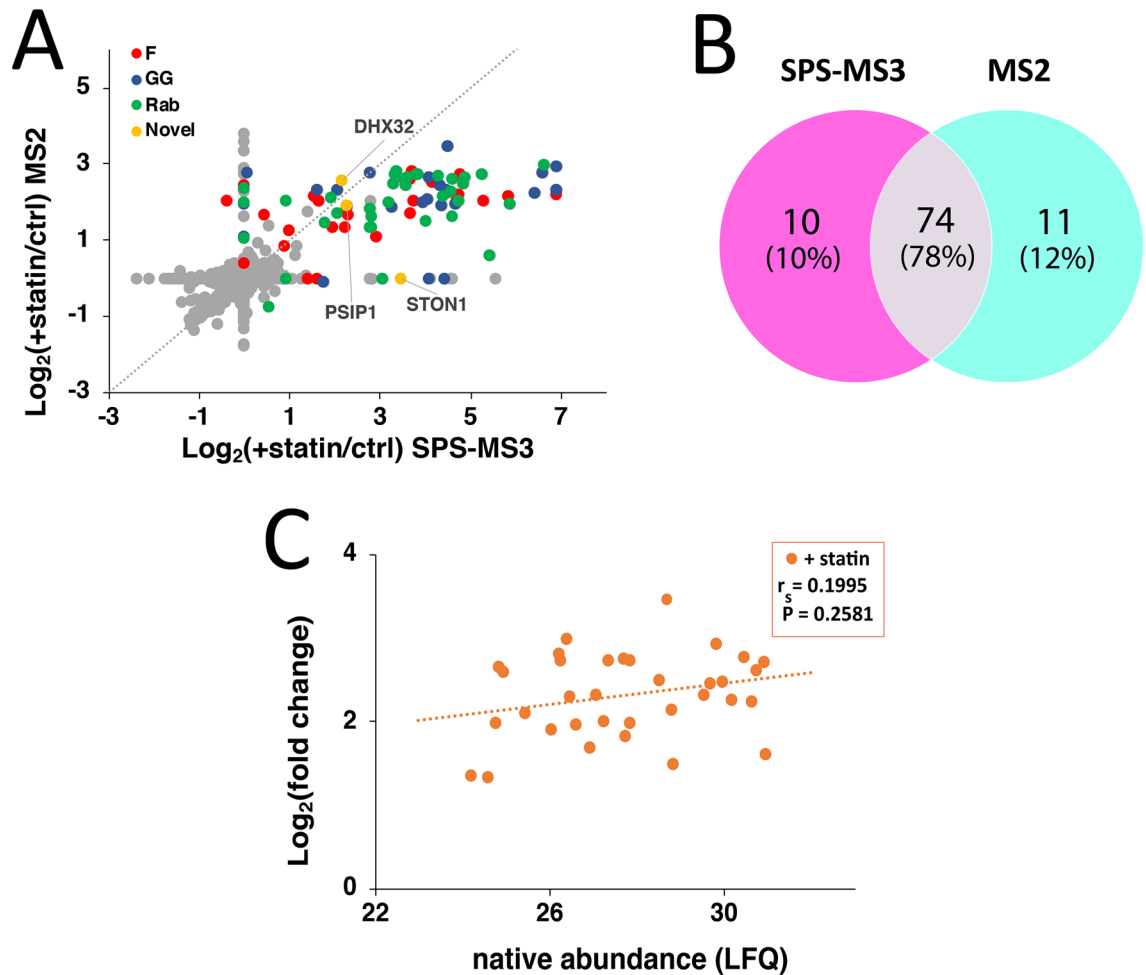 A
F
GG
Rab
Novel
DHX32
PSIP1
STON1
5
3
1
-1
-3
-3
-1
1
3
5
7
Log2(+statin/ctrl) MS2
Log2(+statin/ctrl) SPS-MS3
B
SPS-MS3
MS2
10
(10%)
74
(78%)
11
(12%)
C
+ statin
rs= 0.1995
P = 0.2581
4
2
0
22
26
30
Log2(fold change)
native abundance (LFQ)